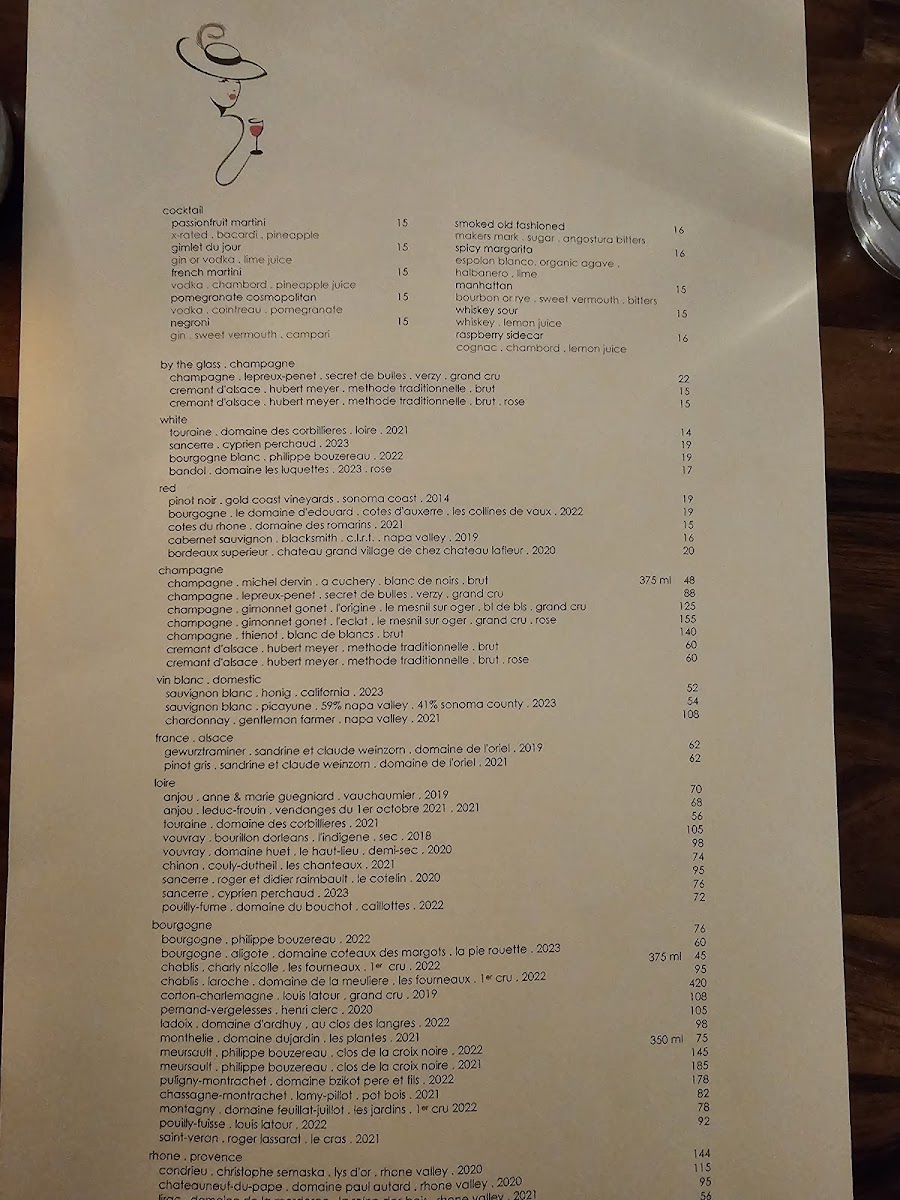 cocktail
passionfruit martini 15
x-rated . bacardi . pineapple
gimlet du jour 15
gin or vodka . lime juice
french martini 15
vodka . chambord . pineapple juice
pomegranate cosmopolitan 15
vodka . cointreau . pomegranate
negroni 15
gin . sweet vermouth . campari
smoked old fashioned 16
makers mark . sugar . angostura bitters
spicy margarita 16
espolon blanco. organic agave .
halbanero . lime
manhattan 15
bourbon or rye . sweet vermouth . bitters
whiskey sour 15
whiskey . lemon juice
raspberry sidecar 16
cognac . chambord . lemon juice
by the glass . champagne
champagne . lepreux-penet . secret de bulles . verzy . grand cru 22
cremant d'alsace . hubert meyer . methode traditionnelle . brut 15
cremant d'alsace . hubert meyer . methode traditionnelle . brut . rose 15
white
touraine . domaine des corbillieres . loire . 2021 14
sancerre . cyprien perchaud . 2023 19
bourgogne blanc . philippe bouzereau . 2022 19
bandol . domaine les luquettes . 2023 . rose 17
red
pinot noir . gold coast vineyards . sonoma coast . 2014 19
bourgogne . le domaine d'edouard . cotes d'auxerre . les collines de vaux . 2022 19
cotes du rhone . domaine des romarins . 2021 15
cabernet sauvignon . blacksmith . c.l.r.t. . napa valley . 2019 16
bordeaux superieur . chateau grand village de chez chateau lafleur . 2020 20
champagne
champagne . michel dervin . a cuchery . blanc de noirs . brut 375 ml 48
champagne . lepreux-penet . secret de bulles . verzy . grand cru 88
champagne . gimonnet gonet . l'origine . le mesnil sur oger . bl de bls . grand cru 125
champagne . gimonnet gonet . l'eclat . le mesnil sur oger . grand cru . rose 155
champagne . thienot . blanc de blancs . brut 140
cremant d'alsace . hubert meyer . methode traditionnelle . brut 60
cremant d'alsace . hubert meyer . methode traditionnelle . brut . rose 60
vin blanc . domestic
sauvignon blanc . honig . california . 2023 52
sauvignon blanc . picayune . 59% napa valley . 41% sonoma county . 2023 54
chardonnay . gentleman farmer . napa valley . 2021 108
france . alsace
gewurztraminer . sandrine et claude weinzorn . domaine de l'oriel . 2019 62
pinot gris . sandrine et claude weinzorn . domaine de l'oriel . 2021 62
loire
anjou . anne & marie guegniard . vauchaumier . 2019 70
anjou . leduc-frouin . vendanges du 1er octobre 2021 . 2021 68
touraine . domaine des corbillieres . 2021 56
vouvray . bourillon dorleans . l'indigene . sec . 2018 105
vouvray . domaine huet . le haut-lieu . demi-sec . 2020 98
chinon . couly-dutheil . les chanteaux . 2021 74
sancerre . roger et didier raimbault . le cotelin . 2020 95
sancerre . cyprien perchaud . 2023 76
pouilly-fume . domaine du bouchot . caillottes . 2022 72
bourgogne
bourgogne . philippe bouzereau . 2022 76
bourgogne . aligote . domaine coteaux des margots . la pie rouette . 2023 60
chablis . charly nicolle . les fourneaux . 1er cru . 2022 375 ml 45
chablis . laroche . domaine de la meuliere . les fourneaux . 1er cru . 2022 95
corton-charlemagne . louis latour . grand cru . 2019 420
pernand-vergelesses . henri clerc . 2020 108
ladoix . domaine d'ardhuy . au clos des langres . 2022 105
monthelie . domaine dujardin . les plantes . 2021 98
meursault . philippe bouzereau . clos de la croix noire . 2022 350 ml 75
meursault . philippe bouzereau . clos de la croix noire . 2021 145
puligny-montrachet . domaine bzikot pere et fils . 2022 185
chassagne-montrachet . lamy-pillot . pot bois . 2021 178
montagny . domaine feuillat-juillot . les jardins . 1er cru 2022 82
pouilly-fuisse . louis latour . 2022 78
saint-veran . roger lassarat . le cras . 2021 92
rhone . provence
condrieu . christophe semaska . lys d'or . rhone valley . 2020 144
chateauneuf-du-pape . domaine paul autard . rhone valley . 2020 115
rhone valley . 2021 95
56